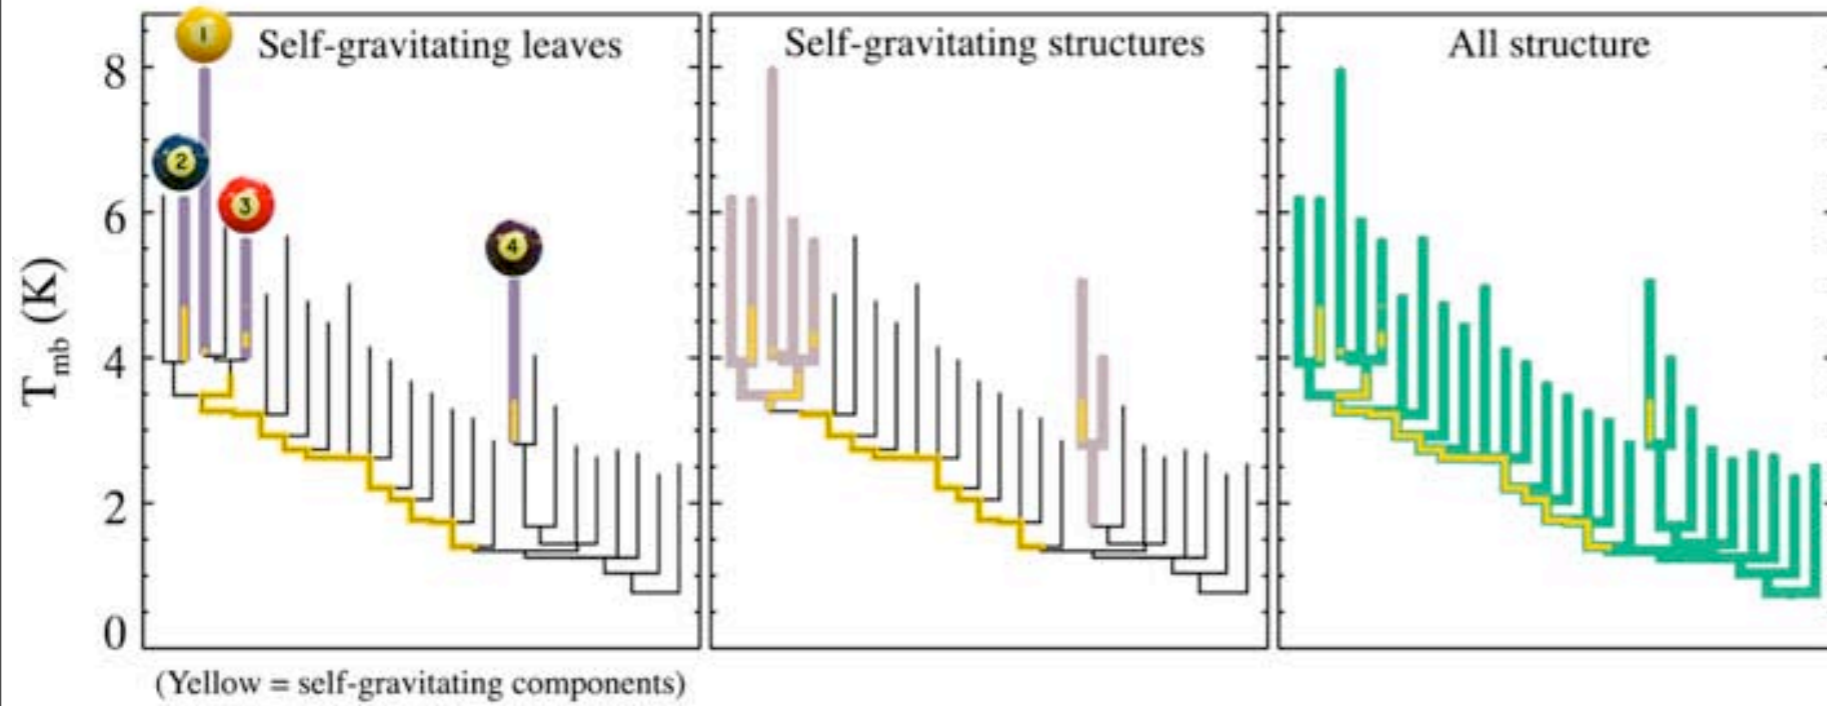 Self-gravitating leaves
Self-gravitating structures
All structure
1
2
3
4
8
6
4
2
0
Tmb (K)
(Yellow = self-gravitating components)